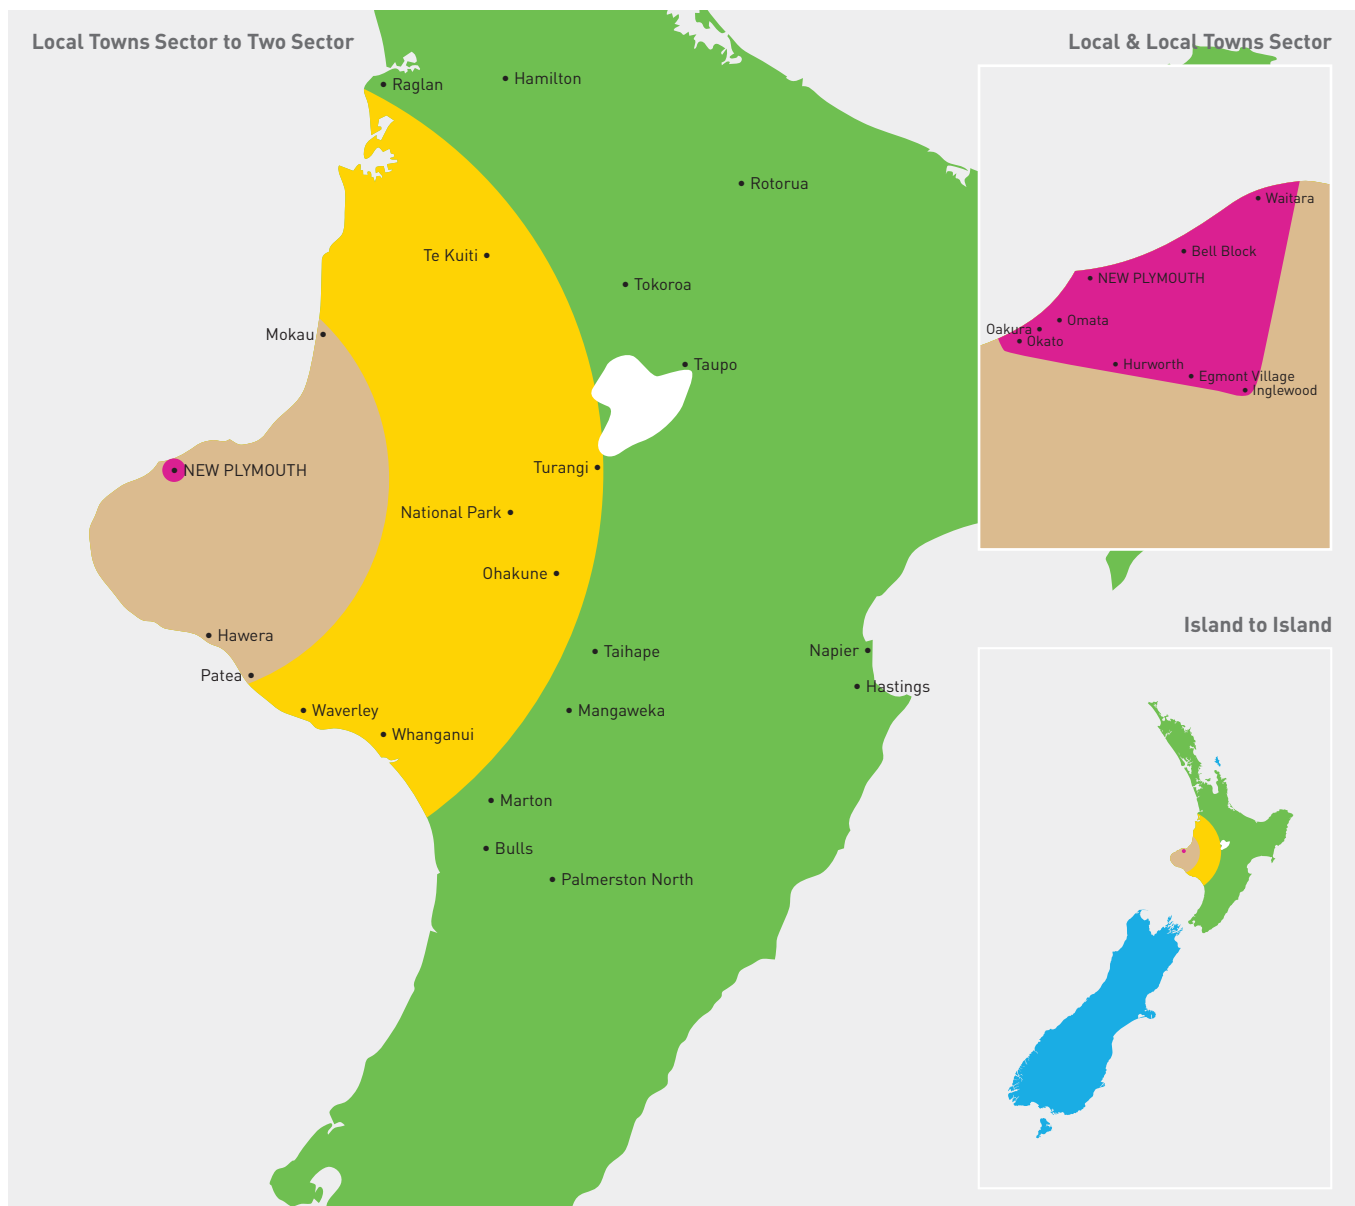 Local Towns Sector to Two Sector
Local & Local Towns Sector
Raglan
Hamilton
Rotorua
Te Kuiti
Tokoroa
Mokau
Taupo
NEW PLYMOUTH
Turangi
National Park
Ohakune
Hawera
Patea
Taihape
Napier
Hastings
Waverley
Mangaweka
Whanganui
Marton
Bulls
Palmerston North
Waitara
Bell Block
NEW PLYMOUTH
Omata
Oakura
Okato
Hurworth
Egmont Village
Inglewood
Island to Island